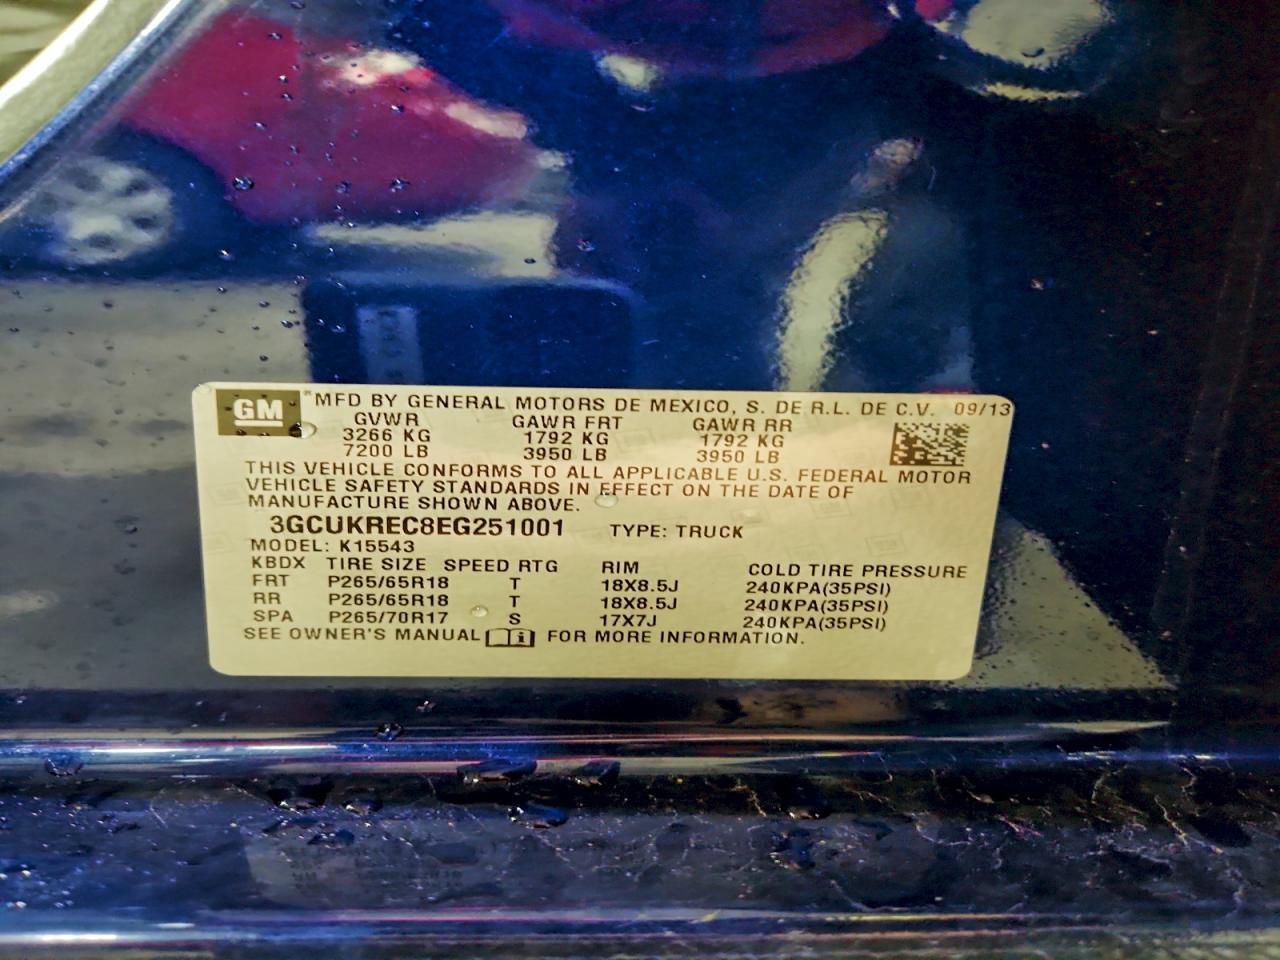 GM MFD BY GENERAL MOTORS DE MEXICO, S. DE R.L. DE C.V. 09/13
GVWR GAWR FRT GAWR RR
3266 KG 1792 KG 1792 KG
7200 LB 3950 LB 3950 LB
THIS VEHICLE CONFORMS TO ALL APPLICABLE U.S. FEDERAL MOTOR
VEHICLE SAFETY STANDARDS IN EFFECT ON THE DATE OF
MANUFACTURE SHOWN ABOVE.
3GCUKREC8EG251001 TYPE: TRUCK
MODEL: K15543
KBDX TIRE SIZE SPEED RTG RIM COLD TIRE PRESSURE
FRT P265/65R18 T 18X8.5J 240KPA(35PSI)
RR P265/65R18 T 18X8.5J 240KPA(35PSI)
SPA P265/70R17 S 17X7J 240KPA(35PSI)
SEE OWNER'S MANUAL FOR MORE INFORMATION.